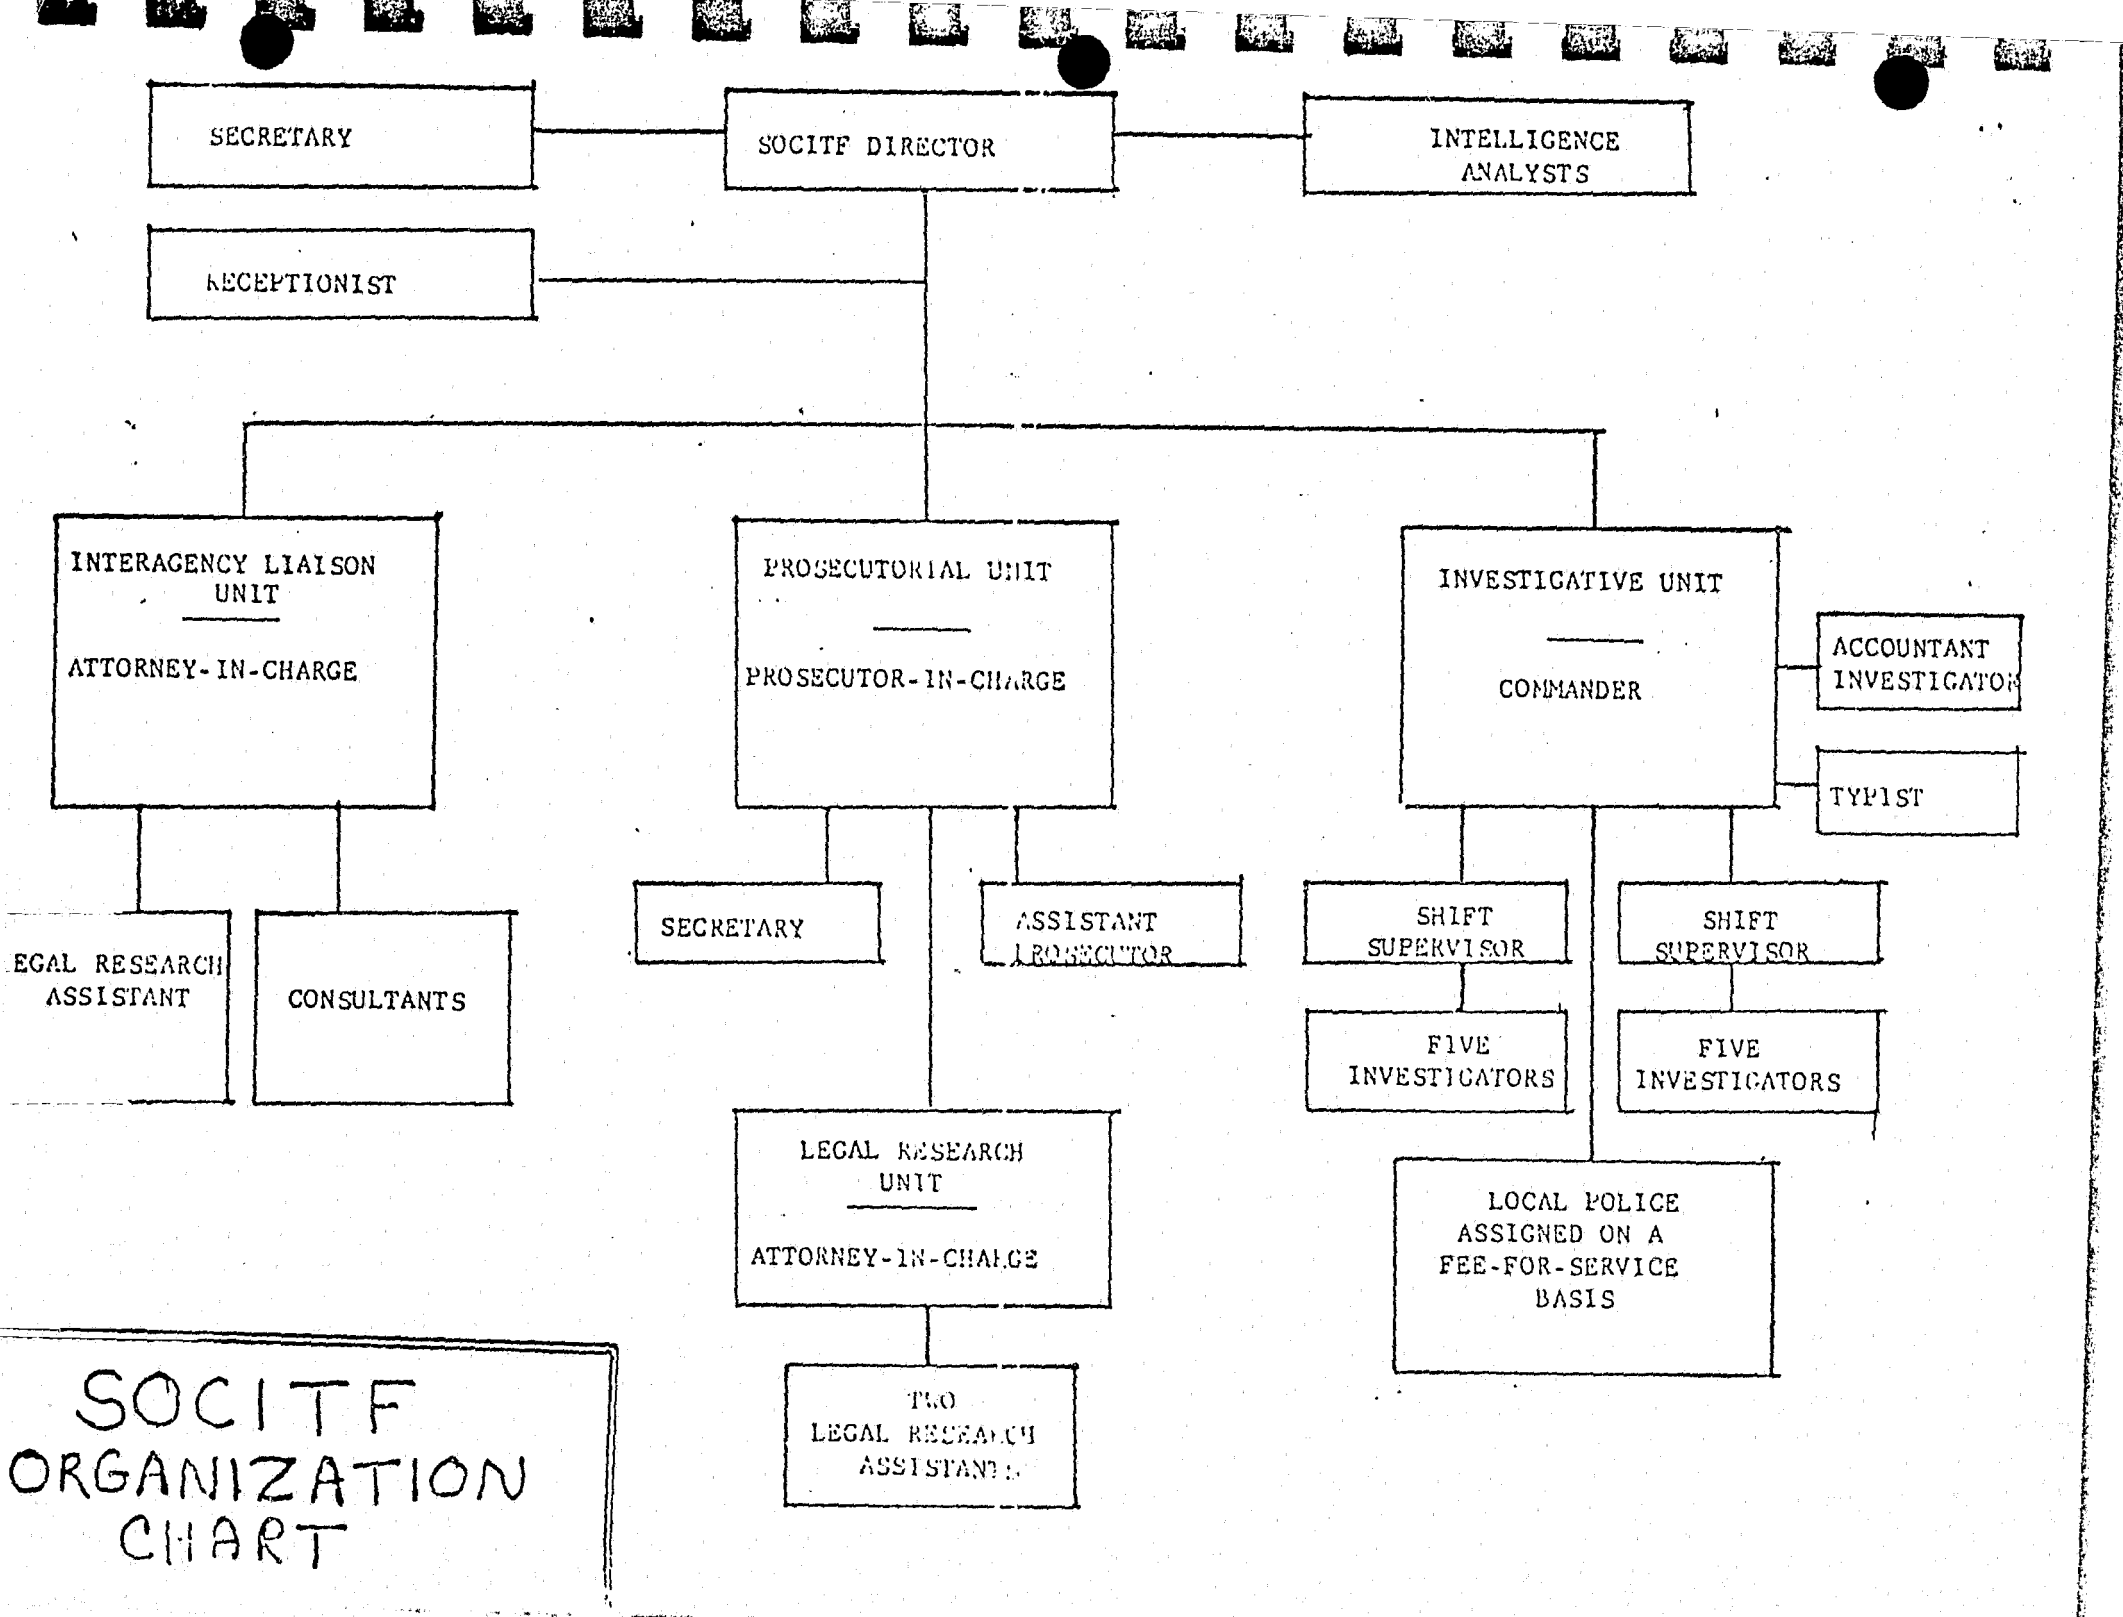 SECRETARY
SOCITF DIRECTOR
INTELLIGENCE
ANALYSTS
RECEPTIONIST
INTERAGENCY LIAISON
UNIT
ATTORNEY-IN-CHARGE
PROSECUTORIAL UNIT
PROSECUTOR-IN-CHARGE
INVESTIGATIVE UNIT
COMMANDER
ACCOUNTANT
INVESTIGATOR
TYPIST
EGAL RESEARCH
ASSISTANT
CONSULTANTS
SECRETARY
ASSISTANT
PROSECUTOR
SHIFT
SUPERVISOR
SHIFT
SUPERVISOR
FIVE
INVESTIGATORS
FIVE
INVESTIGATORS
LEGAL RESEARCH
UNIT
ATTORNEY-IN-CHARGE
LOCAL POLICE
ASSIGNED ON A
FEE-FOR-SERVICE
BASIS
TWO
LEGAL RESEARCH
ASSISTANTS
SOCITF
ORGANIZATION
CHART